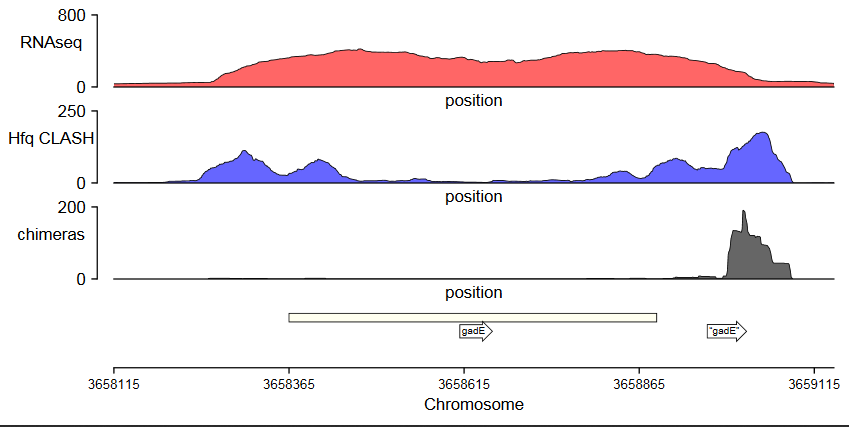 800
RNAseq
0
position
250
Hfq CLASH
0
position
200
chimeras
0
position
gadE "gadE"
3658115 3658365 3658615 3658865 3659115
Chromosome